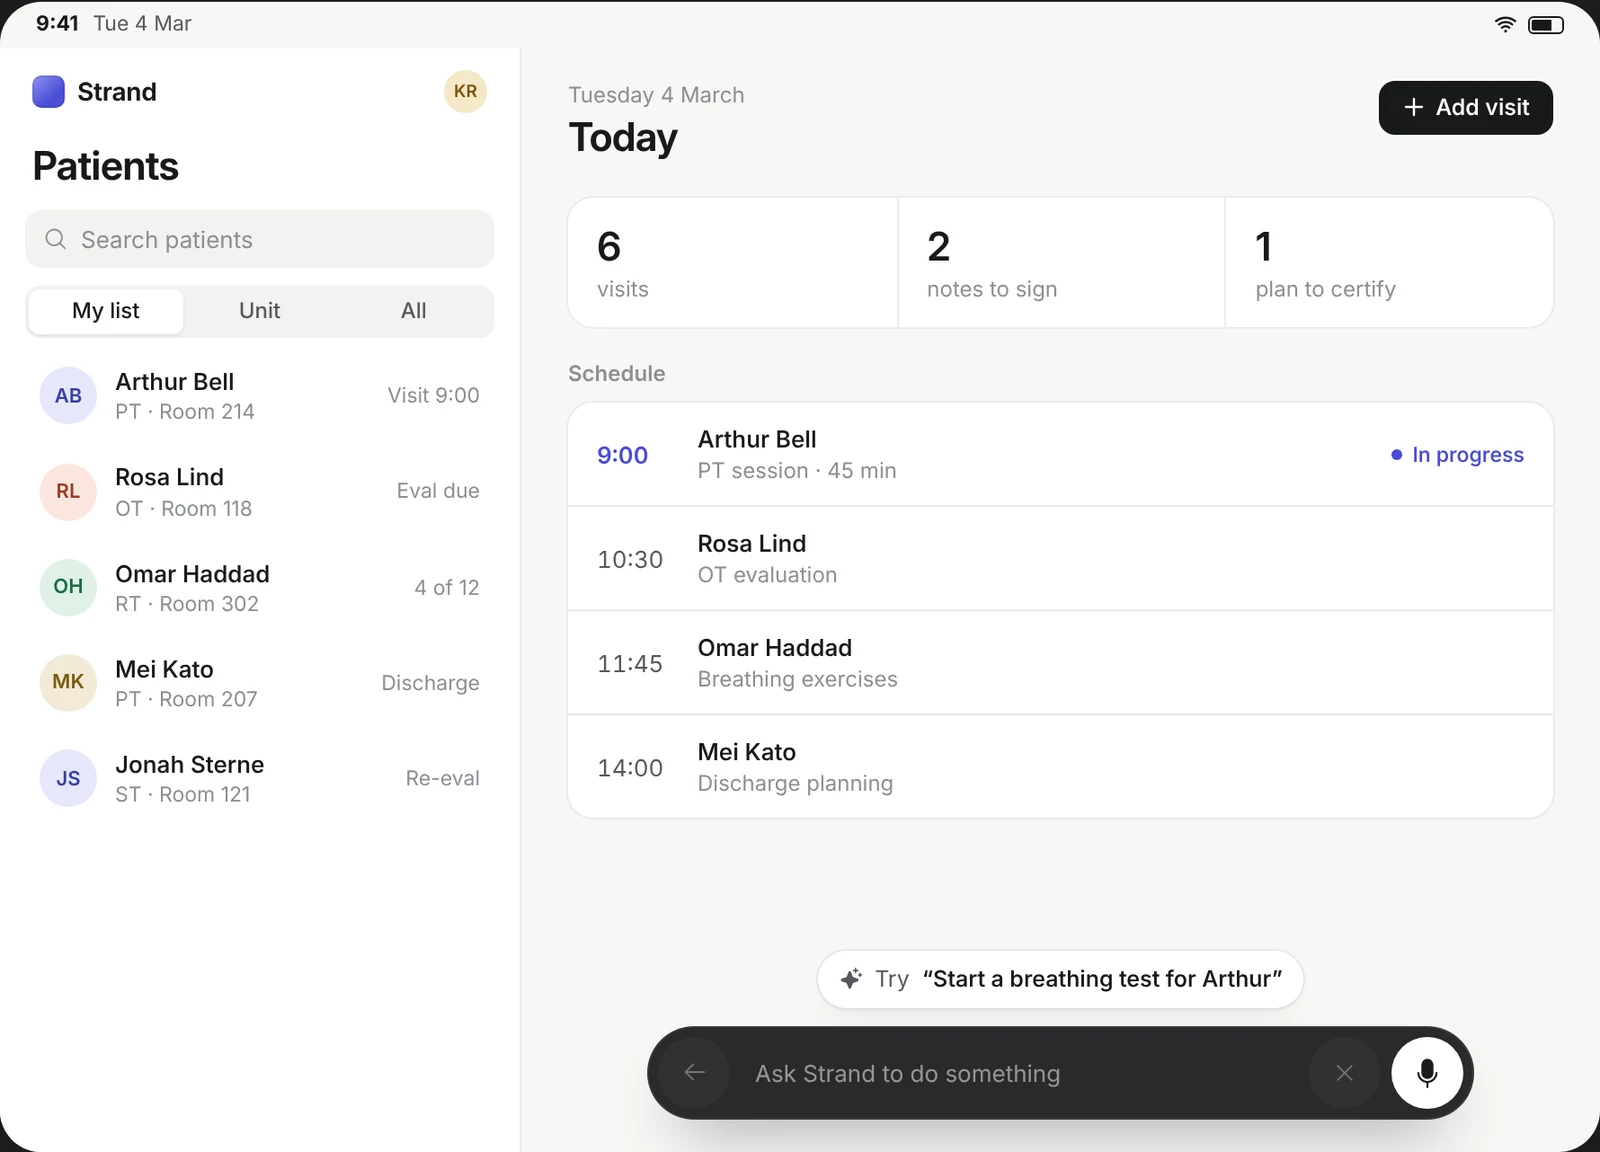 9:41 Tue 4 Mar
Strand
KR
Patients
Search patients
My list Unit All
AB
Arthur Bell
PT · Room 214
Visit 9:00
RL
Rosa Lind
OT · Room 118
Eval due
OH
Omar Haddad
RT · Room 302
4 of 12
MK
Mei Kato
PT · Room 207
Discharge
JS
Jonah Sterne
ST · Room 121
Re-eval
Tuesday 4 March
Today
Add visit
6
visits
2
notes to sign
1
plan to certify
Schedule
9:00
Arthur Bell
PT session · 45 min
In progress
10:30
Rosa Lind
OT evaluation
11:45
Omar Haddad
Breathing exercises
14:00
Mei Kato
Discharge planning
Try “Start a breathing test for Arthur”
Ask Strand to do something